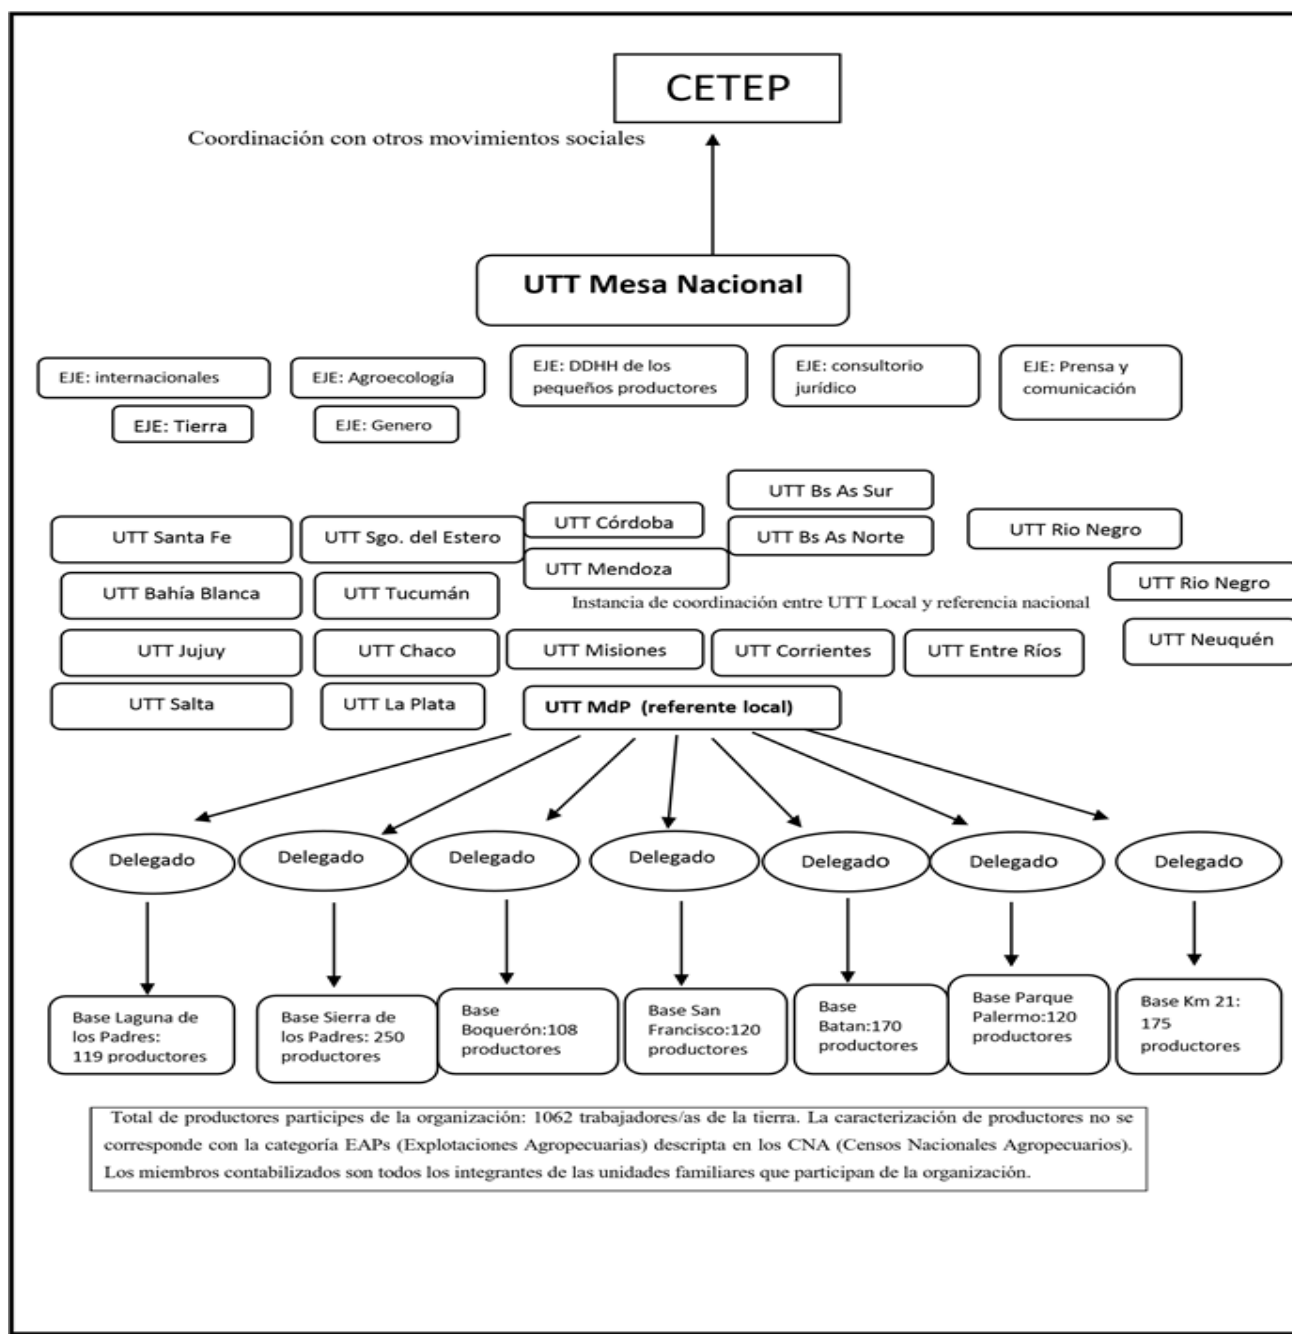 CETEP
Coordinación con otros movimientos sociales
UTT Mesa Nacional
EJE: internacionales
EJE: Agroecología
EJE: DDHH de los
pequeños productores
EJE: consultorio
jurídico
EJE: Prensa y
comunicación
EJE: Tierra
EJE: Genero
UTT Bs As Sur
UTT Santa Fe
UTT Sgo. del Estero
UTT Córdoba
UTT Bs As Norte
UTT Rio Negro
UTT Mendoza
UTT Rio Negro
UTT Bahía Blanca
UTT Tucumán
Instancia de coordinación entre UTT Local y referencia nacional
UTT Jujuy
UTT Chaco
UTT Misiones
UTT Corrientes
UTT Entre Ríos
UTT Neuquén
UTT Salta
UTT La Plata
UTT MdP (referente local)
Delegado
Delegado
Delegado
Delegado
Delegado
Delegado
Delegado
Base Laguna de
los Padres:
119 productores
Base Sierra de
los Padres: 250
productores
Base
Boquerón:108
productores
Base San
Francisco:120
productores
Base
Batan:170
productores
Base Parque
Palermo:120
productores
Base Km 21:
175
productores
Total de productores participes de la organización: 1062 trabajadores/as de la tierra. La caracterización de productores no se
corresponde con la categoría EAPs (Explotaciones Agropecuarias) descripta en los CNA (Censos Nacionales Agropecuarios).
Los miembros contabilizados son todos los integrantes de las unidades familiares que participan de la organización.